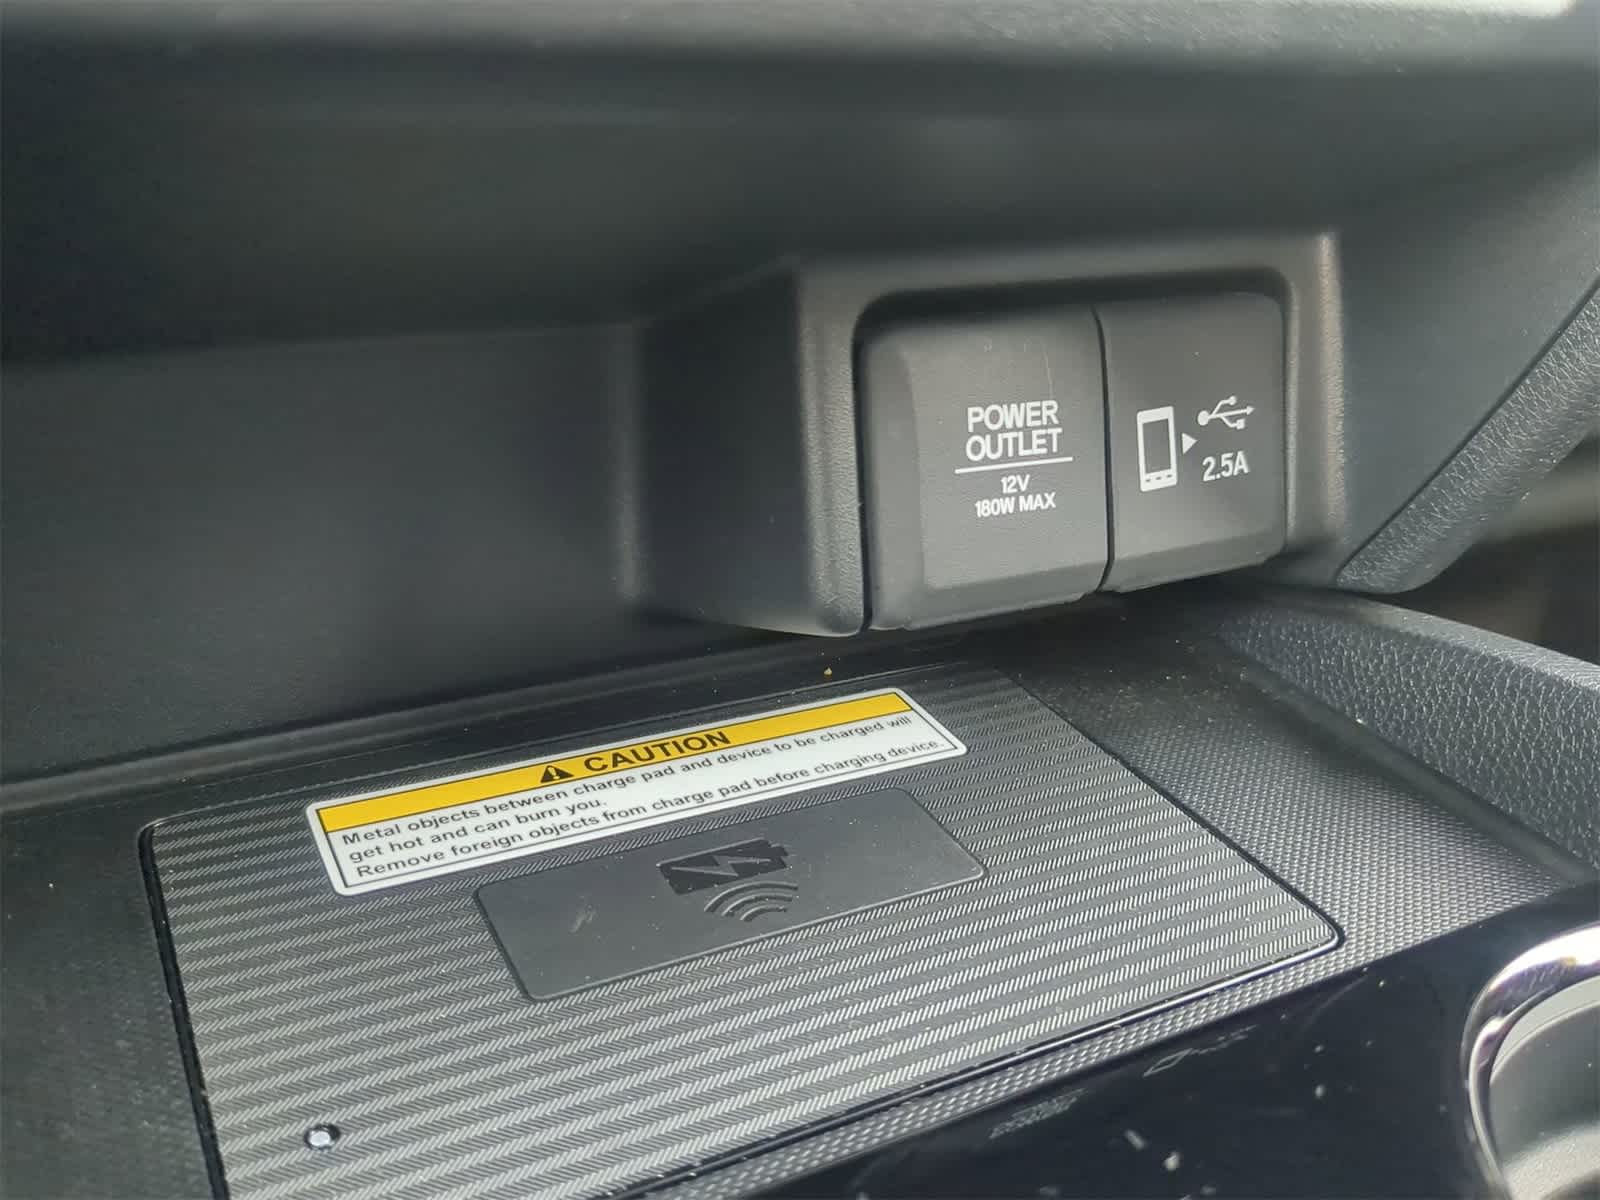 POWER
OUTLET
12V
180W MAX
2.5A
CAUTION
Metal objects between charge pad and device to be charged will
get hot and can burn you.
Remove foreign objects from charge pad before charging device.